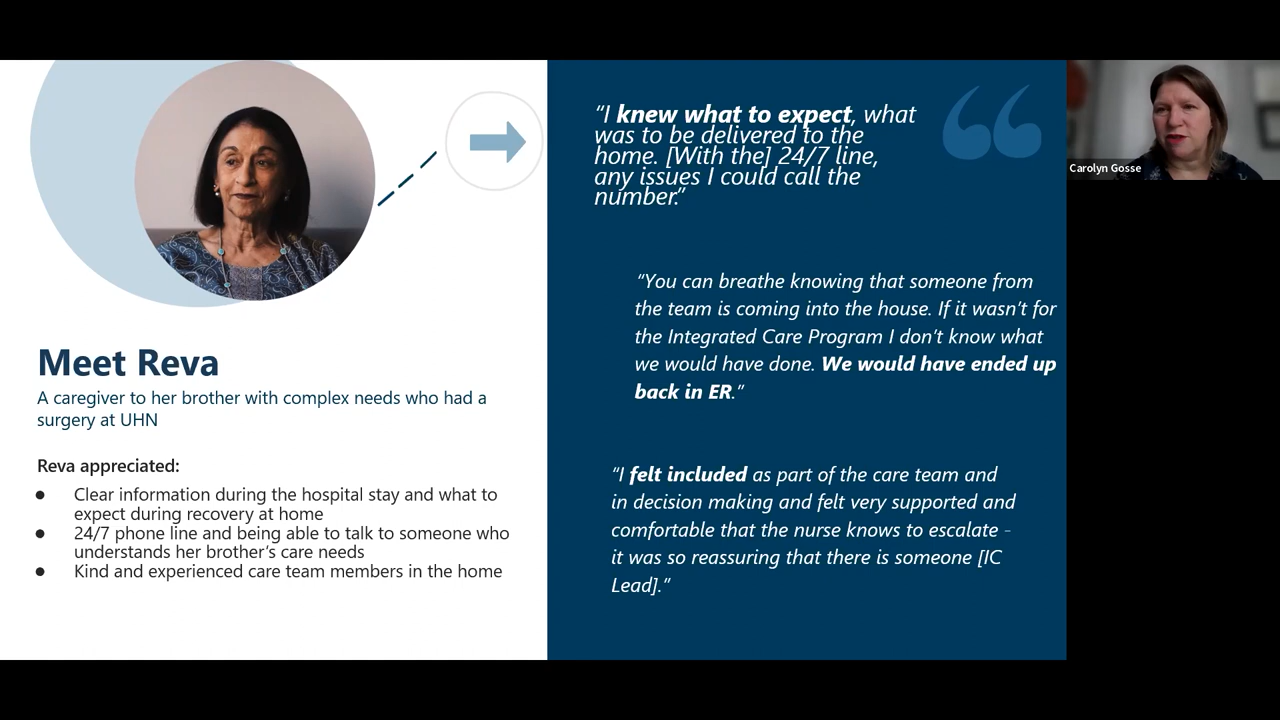 Meet Reva
A caregiver to her brother with complex needs who had a
surgery at UHN
Reva appreciated:
● Clear information during the hospital stay and what to
expect during recovery at home
● 24/7 phone line and being able to talk to someone who
understands her brother’s care needs
● Kind and experienced care team members in the home
“I knew what to expect, what
was to be delivered to the
home. [With the] 24/7 line,
any issues I could call the
number.”
“You can breathe knowing that someone from
the team is coming into the house. If it wasn’t for
the Integrated Care Program I don’t know what
we would have done. We would have ended up
back in ER.”
“I felt included as part of the care team and
in decision making and felt very supported and
comfortable that the nurse knows to escalate -
it was so reassuring that there is someone [IC
Lead].”
Carolyn Gosse